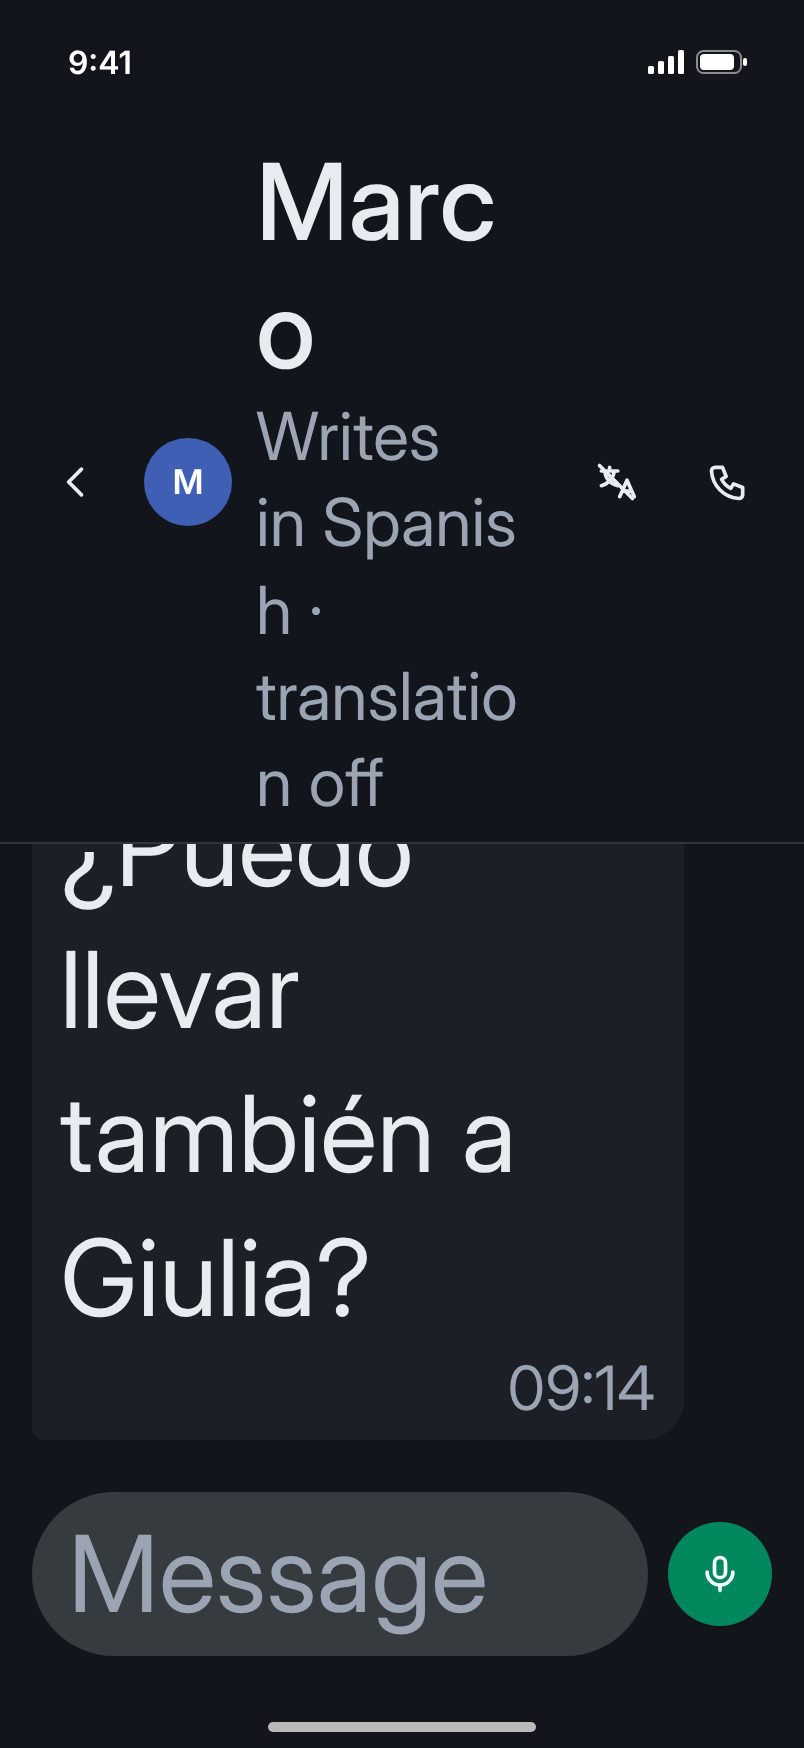 9:41
Marc
o
Writes
in Spanis
h ·
translatio
n off
M
¿Puedo
llevar
también a
Giulia?
09:14
Message